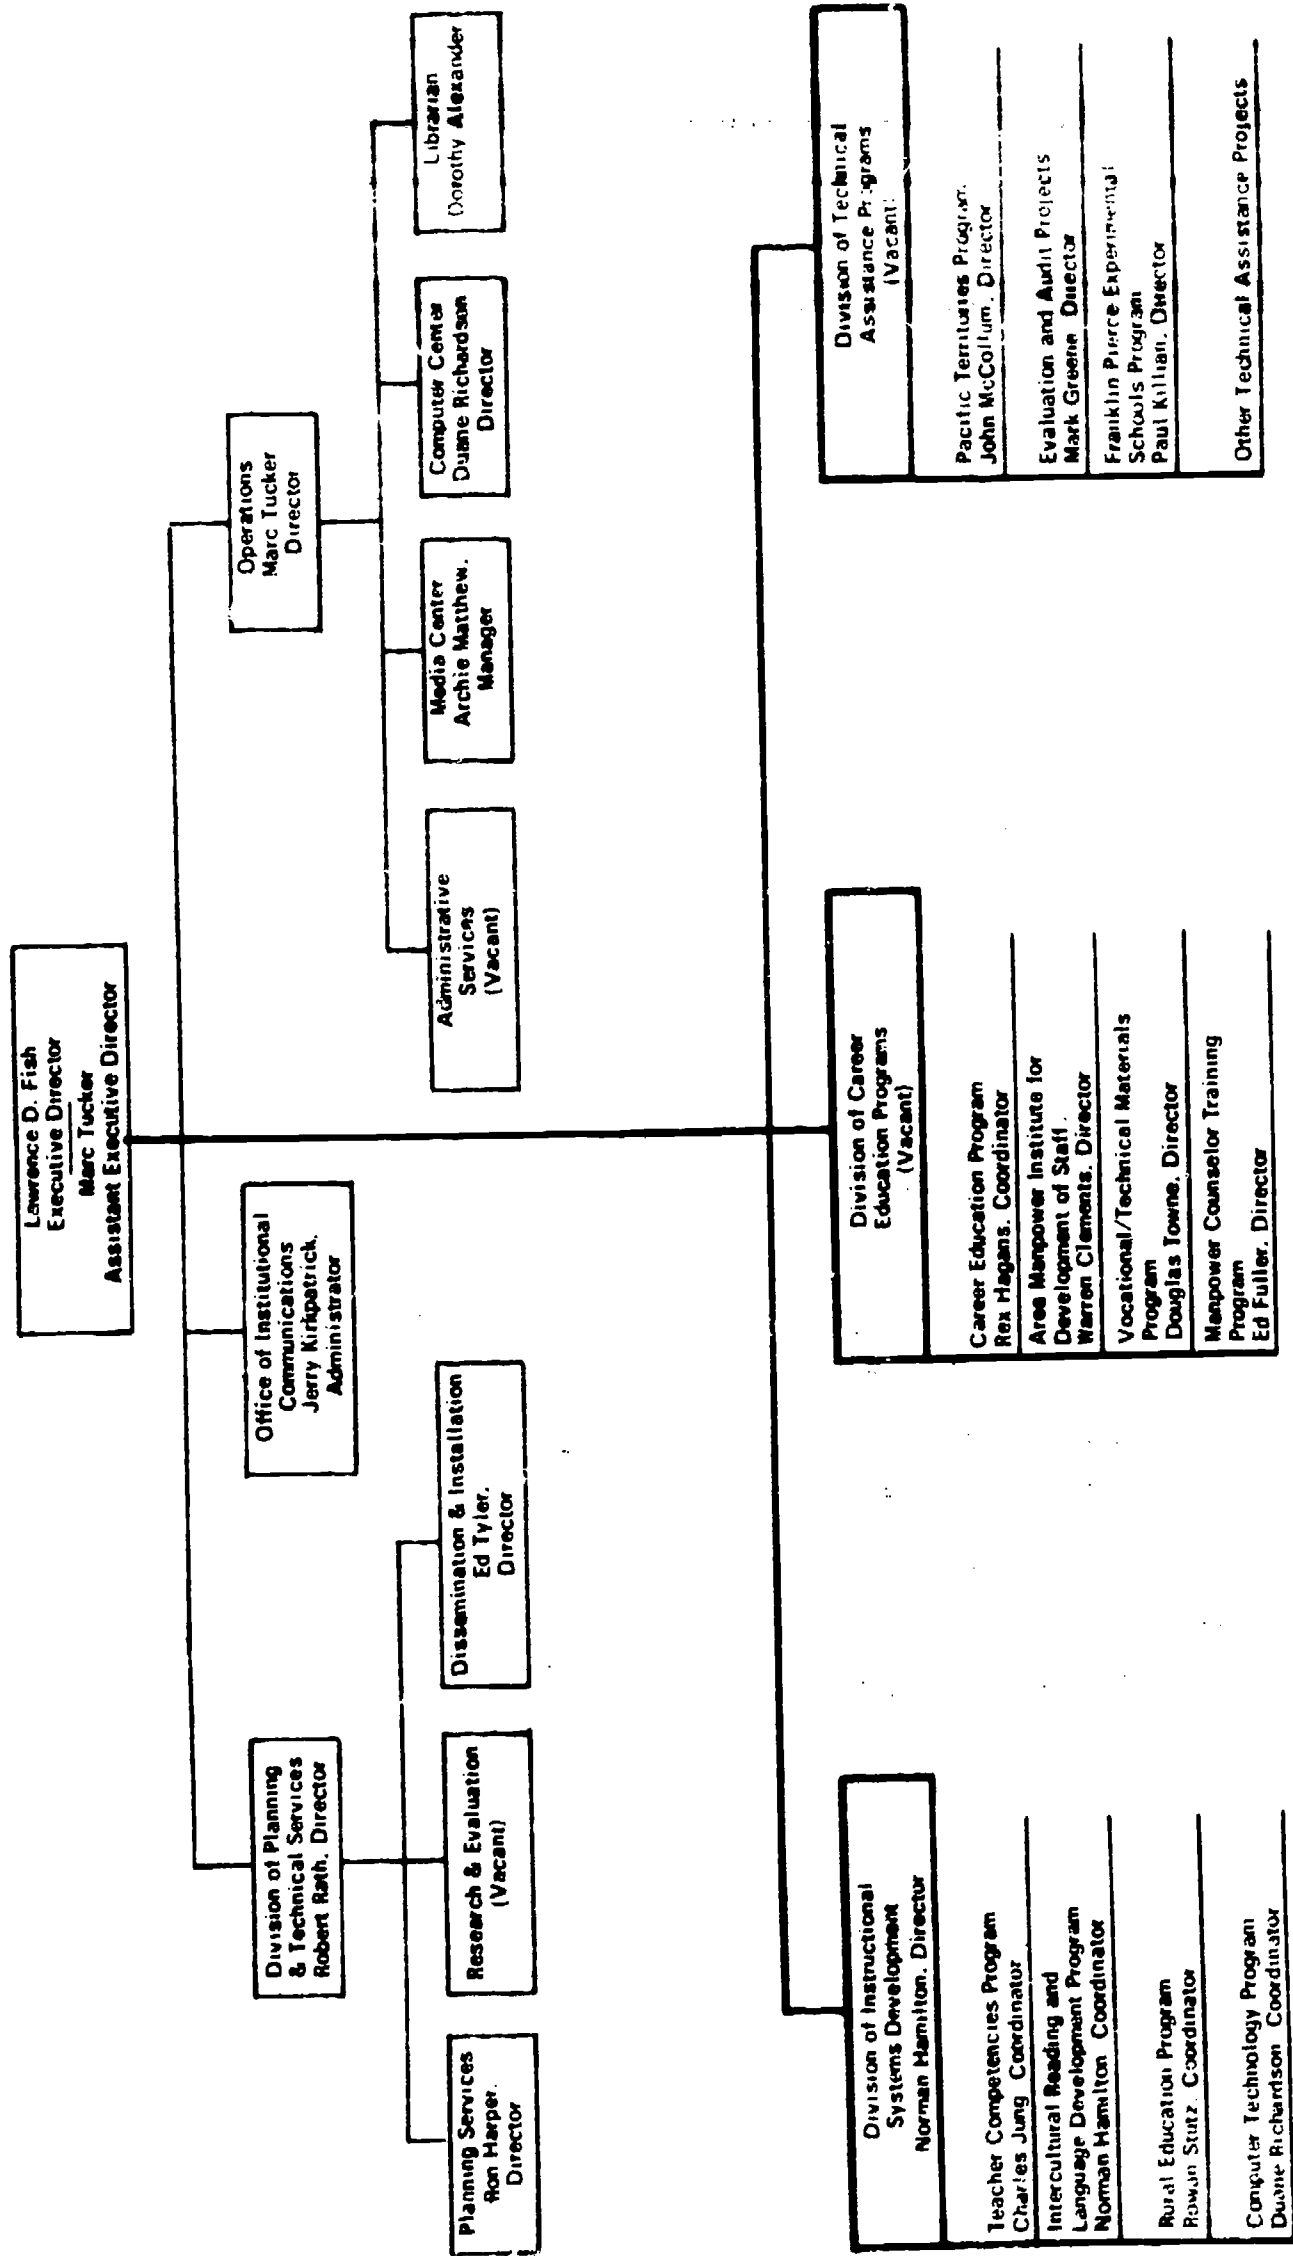 Lawrence D. Fish
Executive Director
Marc Tucker
Assistant Executive Director
Division of Planning
& Technical Services
Robert Rath, Director
Office of Institutional
Communications
Jerry Kirkpatrick,
Administrator
Operations
Marc Tucker
Director
Planning Services
Ron Harper,
Director
Research & Evaluation
(Vacant)
Dissemination & Installation
Ed Tyler,
Director
Administrative
Services
(Vacant)
Media Center
Archie Matthew,
Manager
Computer Center
Duane Richardson
Director
Librarian
Dorothy Alexander
Division of Instructional
Systems Development
Norman Hamilton, Director
Teacher Competencies Program
Charles Jung Coordinator
Intercultural Reading and
Language Development Program
Norman Hamilton Coordinator
Rural Education Program
Rowan Stutz, Coordinator
Computer Technology Program
Duane Richardson Coordinator
Division of Career
Education Programs
(Vacant)
Career Education Program
Rex Hagans, Coordinator
Area Manpower Institute for
Development of Staff,
Warren Clements, Director
Vocational/Technical Materials
Program
Douglas Towne, Director
Manpower Counselor Training
Program
Ed Fuller, Director
Division of Technical
Assistance Programs
(Vacant)
Pacific Territories Program,
John McCollum, Director
Evaluation and Audit Projects
Mark Greene Director
Franklin Pierce Experimental
Schools Program
Paul Killian, Director
Other Technical Assistance Projects